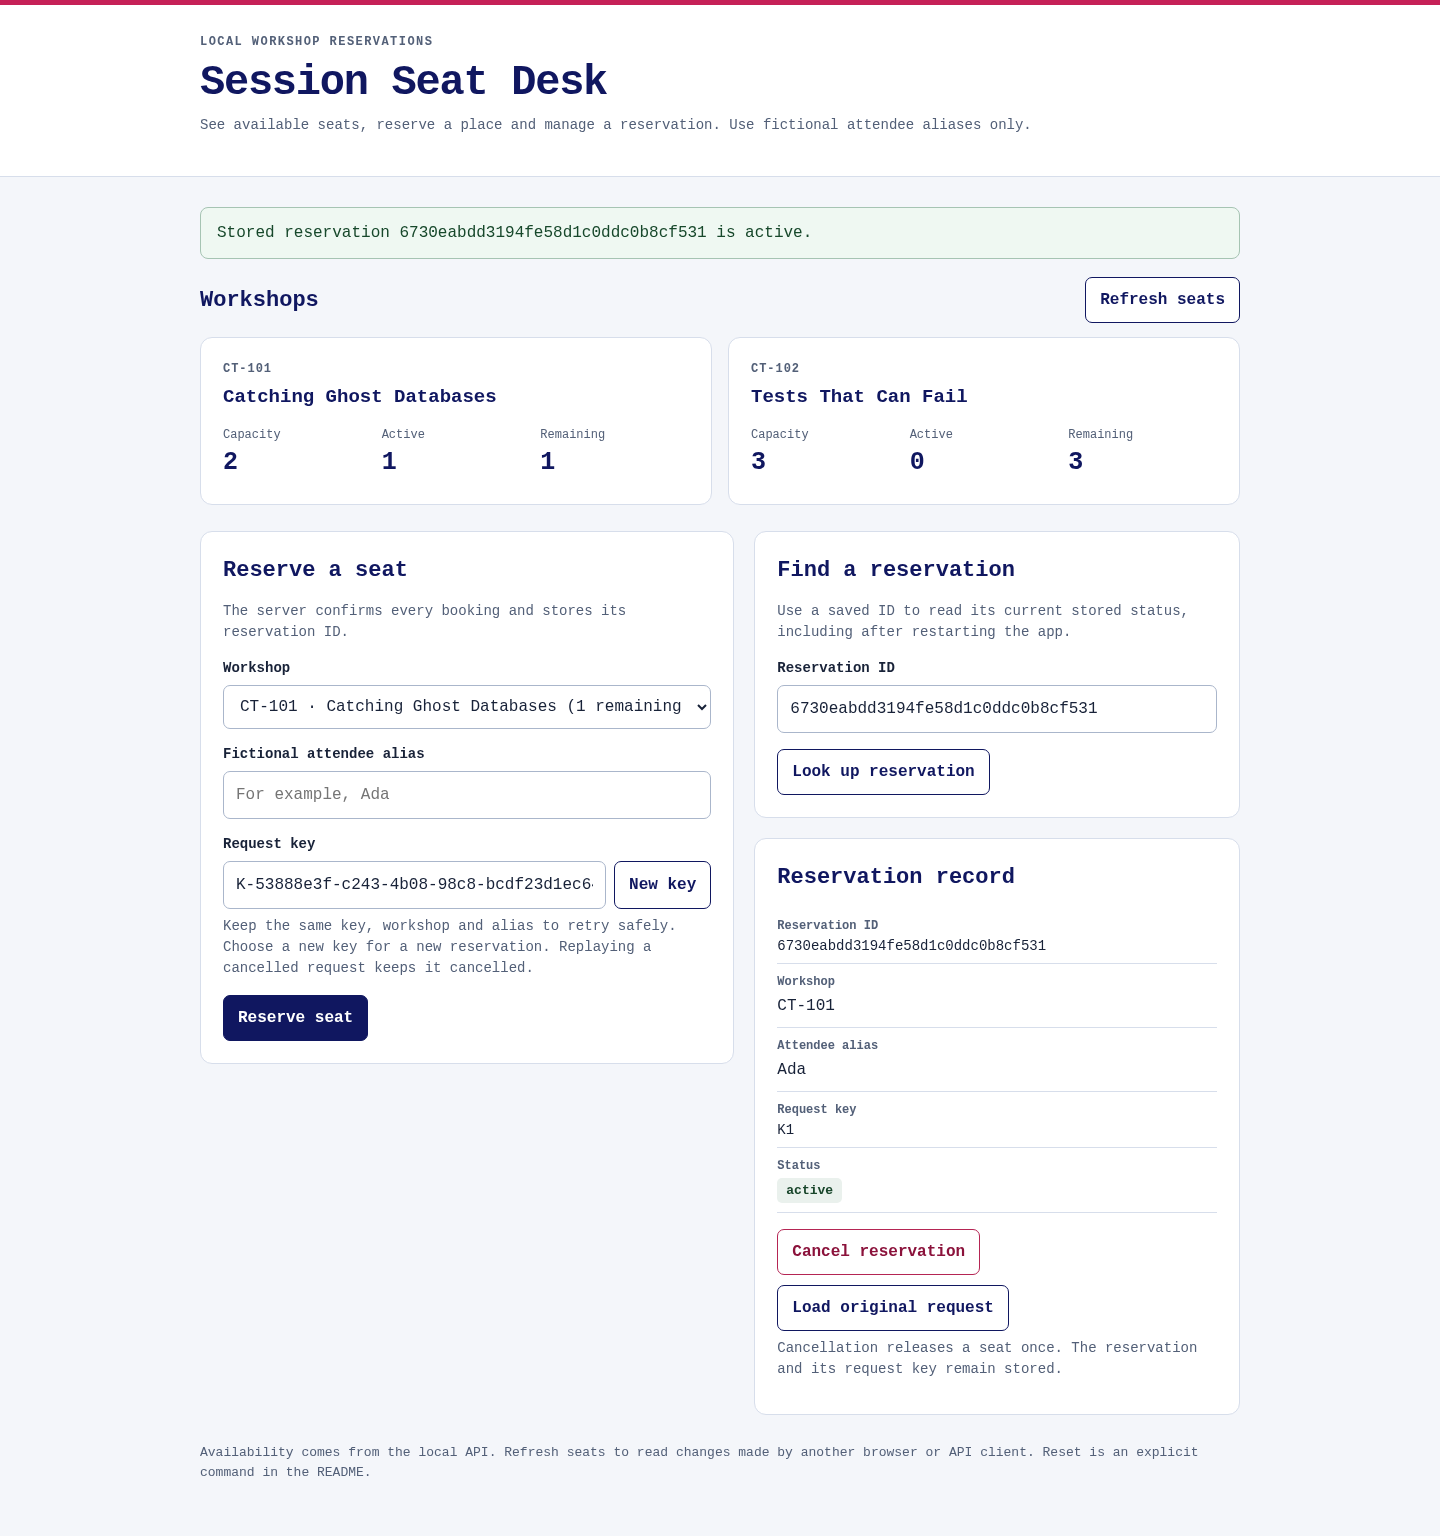 LOCAL WORKSHOP RESERVATIONS
Session Seat Desk
See available seats, reserve a place and manage a reservation. Use fictional attendee aliases only.
Stored reservation 6730eabdd3194fe58d1c0ddc0b8cf531 is active.
Workshops
Refresh seats
CT-101
Catching Ghost Databases
Capacity Active Remaining
2 1 1
CT-102
Tests That Can Fail
Capacity Active Remaining
3 0 3
Reserve a seat
The server confirms every booking and stores its
reservation ID.
Workshop
CT-101 · Catching Ghost Databases (1 remaining
Fictional attendee alias
For example, Ada
Request key
K-53888e3f-c243-4b08-98c8-bcdf23d1ec6
New key
Keep the same key, workshop and alias to retry safely.
Choose a new key for a new reservation. Replaying a
cancelled request keeps it cancelled.
Reserve seat
Find a reservation
Use a saved ID to read its current stored status,
including after restarting the app.
Reservation ID
6730eabdd3194fe58d1c0ddc0b8cf531
Look up reservation
Reservation record
Reservation ID
6730eabdd3194fe58d1c0ddc0b8cf531
Workshop
CT-101
Attendee alias
Ada
Request key
K1
Status
active
Cancel reservation
Load original request
Cancellation releases a seat once. The reservation
and its request key remain stored.
Availability comes from the local API. Refresh seats to read changes made by another browser or API client. Reset is an explicit
command in the README.